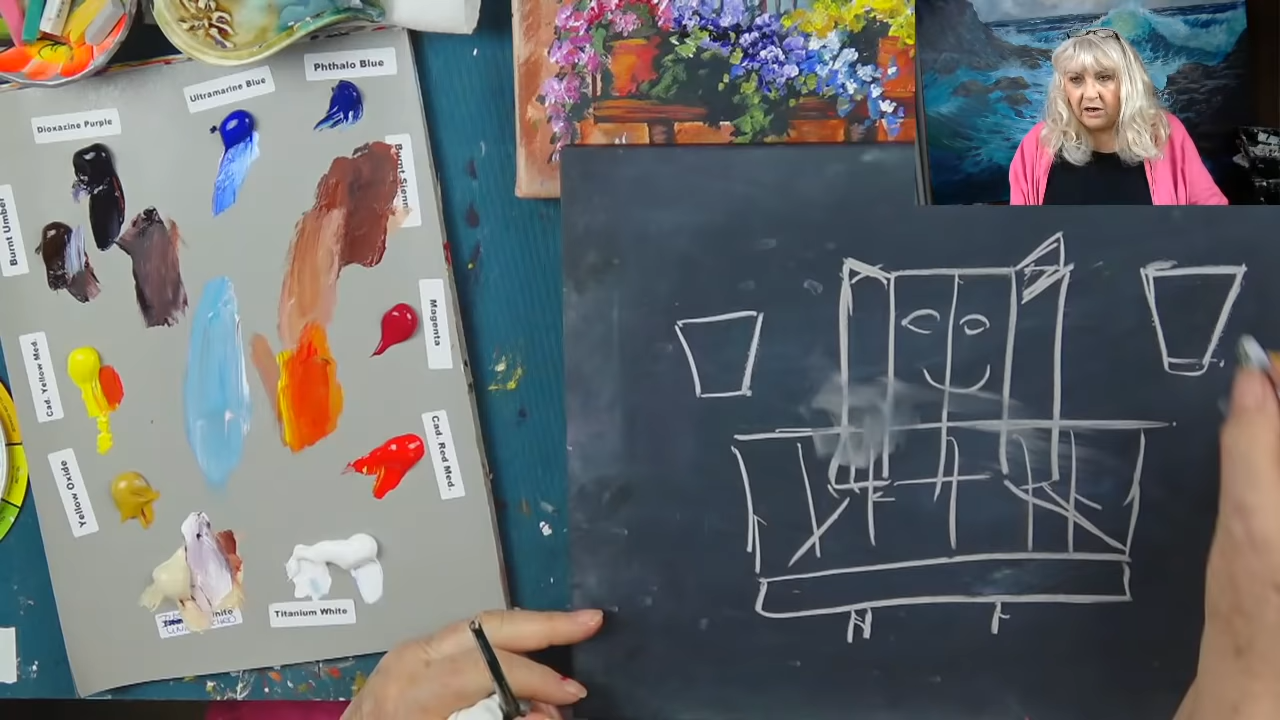 Phthalo Blue
Ultramarine Blue
Dioxazine Purple
Burnt Sienn
Burnt Umber
Magenta
Cad. Yellow Med.
Cad. Red Med.
Yellow Oxide
Titanium White